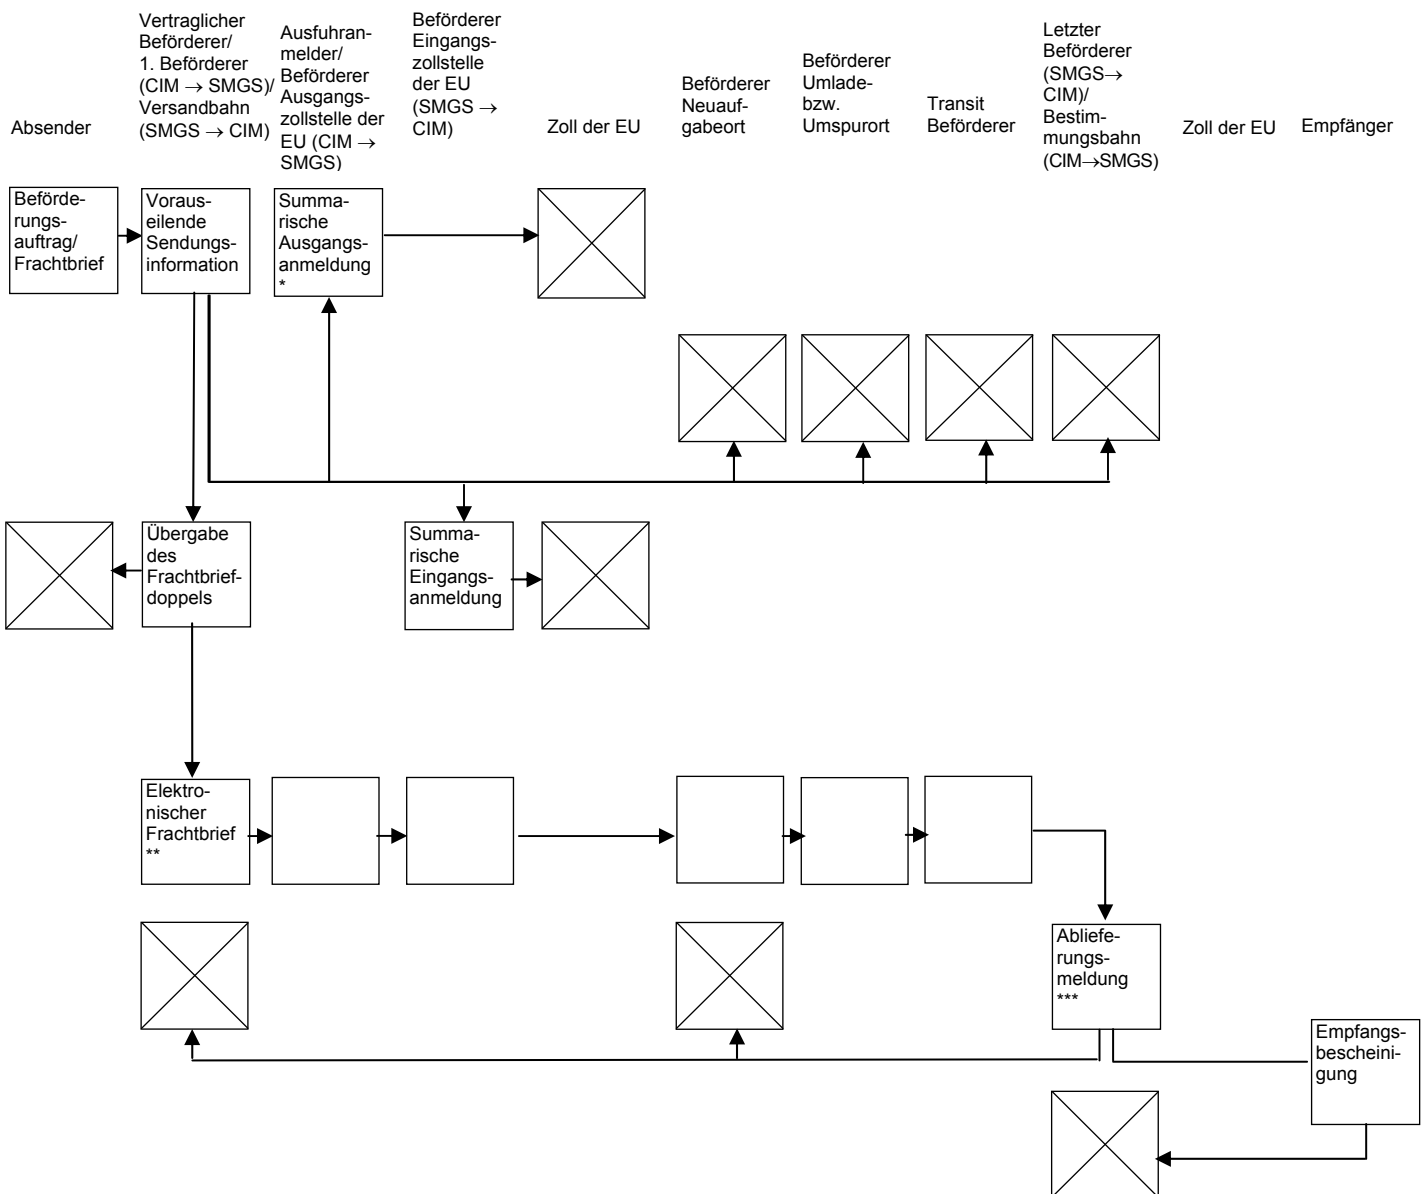 Absender
Vertraglicher
Beförderer/
1. Beförderer
(CIM → SMGS)/
Versandbahn
(SMGS → CIM)
Ausfuhran-
melder/
Beförderer
Ausgangs-
zollstelle der
EU (CIM →
SMGS)
Beförderer
Eingangs-
zollstelle
der EU
(SMGS →
CIM)
Zoll der EU
Beförderer
Neuauf-
gabeort
Beförderer
Umlade-
bzw.
Umspurort
Transit
Beförderer
Letzter
Beförderer
(SMGS→
CIM)/
Bestim-
mungsbahn
(CIM→SMGS)
Zoll der EU
Empfänger
Beförde-
rungs-
auftrag/
Frachtbrief
Voraus-
eilende
Sendungs-
information
Summa-
rische
Ausgangs-
anmeldung
*
Übergabe
des
Frachtbrief-
doppels
Summa-
rische
Eingangs-
anmeldung
Elektro-
nischer
Frachtbrief
**
Abliefe-
rungs-
meldung
***
Empfangs-
bescheini-
gung